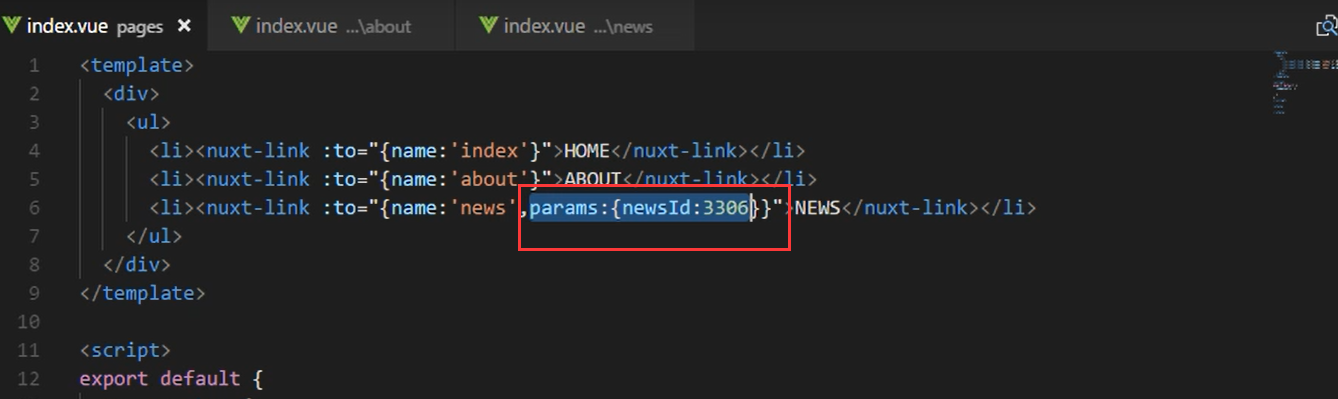 index.vue pages × index.vue ...\about index.vue ...\news
1 <template>
2 <div>
3 <ul>
4 <li><nuxt-link :to="{name:'index'}">HOME</nuxt-link></li>
5 <li><nuxt-link :to="{name:'about'}">ABOUT</nuxt-link></li>
6 <li><nuxt-link :to="{name:'news',params:{newsId:3306}}">NEWS</nuxt-link></li>
7 </ul>
8 </div>
9 </template>
10
11 <script>
12 export default {